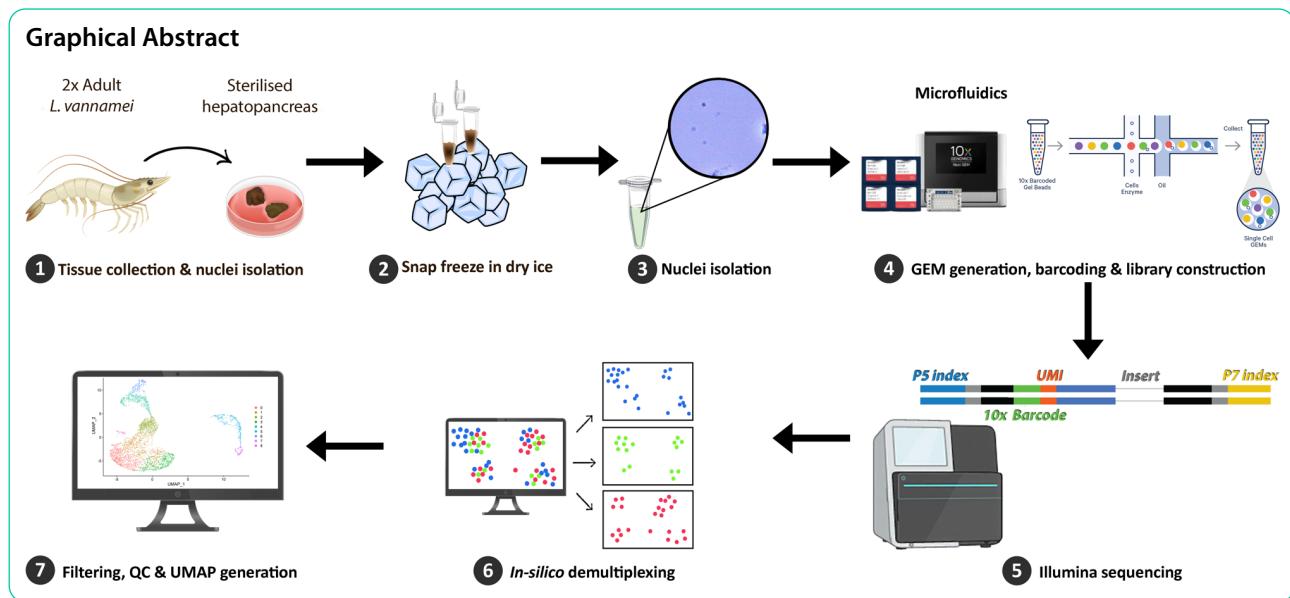 Graphical Abstract
2x Adult
L. vannamei
Sterilised
hepatopancreas
1 Tissue collection & nuclei isolation
2 Snap freeze in dry ice
3 Nuclei isolation
Microfluidics
10x
GENOMICS
10x Barcoded
Gel Beads
Cells
Enzyme
Oil
Collect
Single Cell
GEMs
4 GEM generation, barcoding & library construction
P5 index
UMI
Insert
P7 index
10x Barcode
5 Illumina sequencing
6 In-silico demultiplexing
UMAP_2
UMAP_1
7 Filtering, QC & UMAP generation